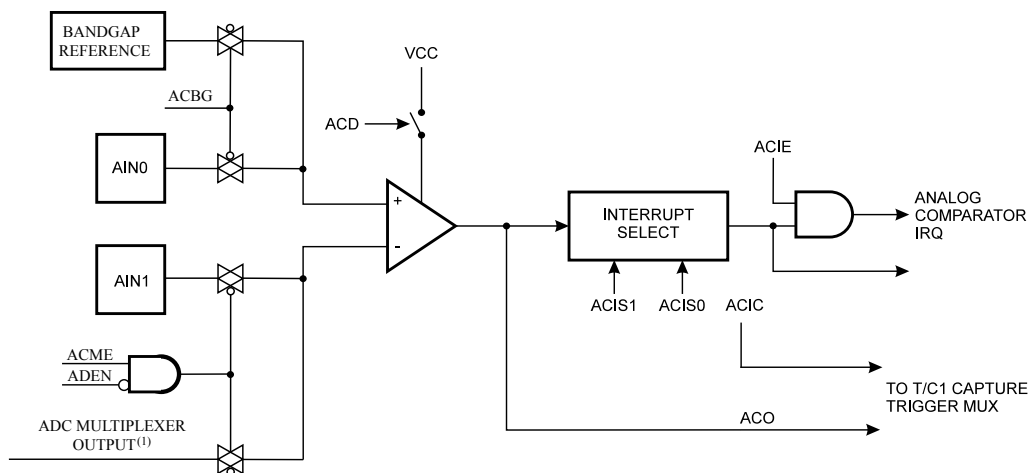 BANDGAP
REFERENCE
ACBG
AIN0
AIN1
ACME
ADEN
ADC MULTIPLEXER
OUTPUT(1)
VCC
ACD
+
-
INTERRUPT
SELECT
ACIS1
ACIS0
ACIE
ANALOG
COMPARATOR
IRQ
ACIC
TO T/C1 CAPTURE
TRIGGER MUX
ACO